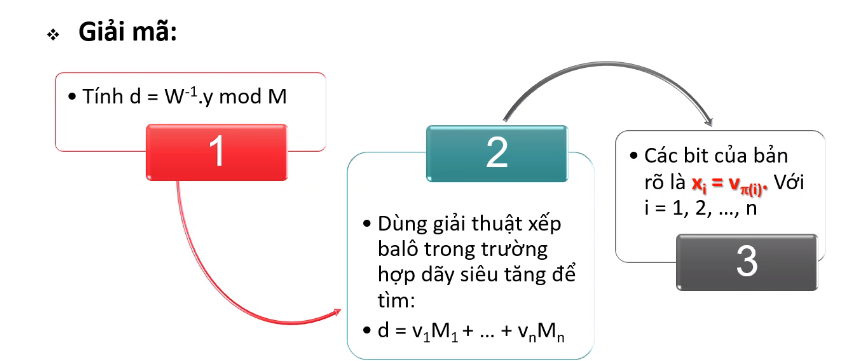 ❖ Giải mã:
• Tính d = W⁻¹.y mod M
1
2
• Dùng giải thuật xếp
balô trong trường
hợp dãy siêu tăng để
tìm:
• d = v₁M₁ + ... + vₙMₙ
• Các bit của bản
rõ là xᵢ = v_π(i). Với
i = 1, 2, ..., n
3